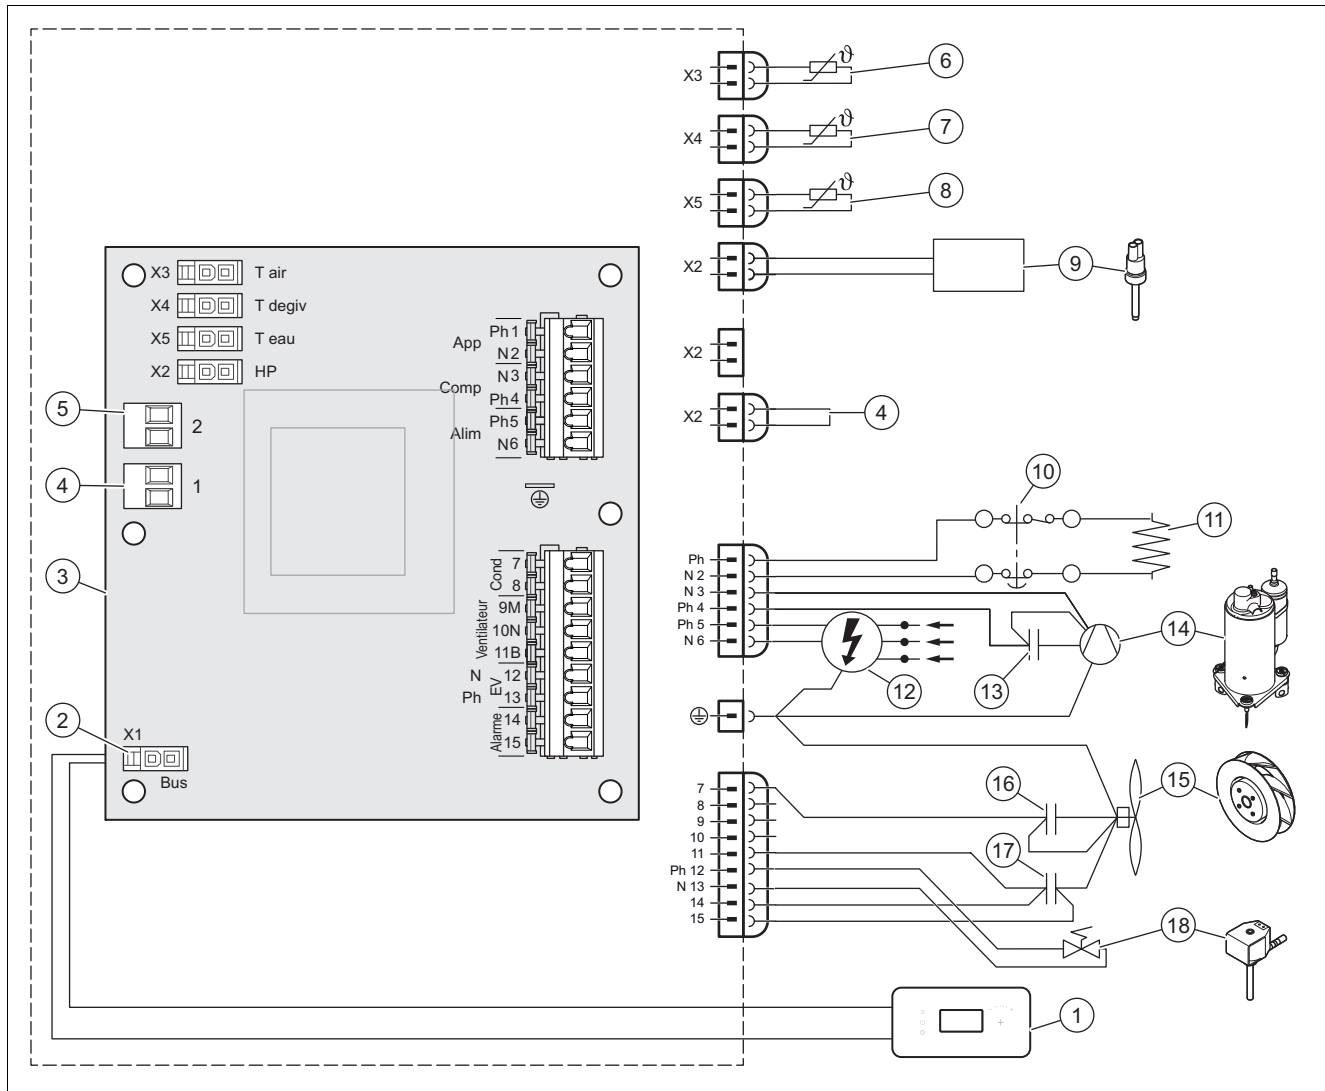 X3
ϑ
6
X4
ϑ
7
X5
ϑ
8
X2
9
X2
X2
4
X3 T air
X4 T degiv
X5 T eau
X2 HP
5
2
4
1
3
App
Ph 1
N 2
Comp
N 3
Ph 4
Alim
Ph 5
N 6
Cond
7
8
Ventilateur
9M
10N
11B
EV
N 12
Ph 13
Alarme
14
15
2
X1
Bus
10
11
Ph
N 2
N 3
Ph 4
Ph 5
N 6
12
13
14
7
8
9
10
11
Ph 12
N 13
14
15
16
15
17
18
+
1